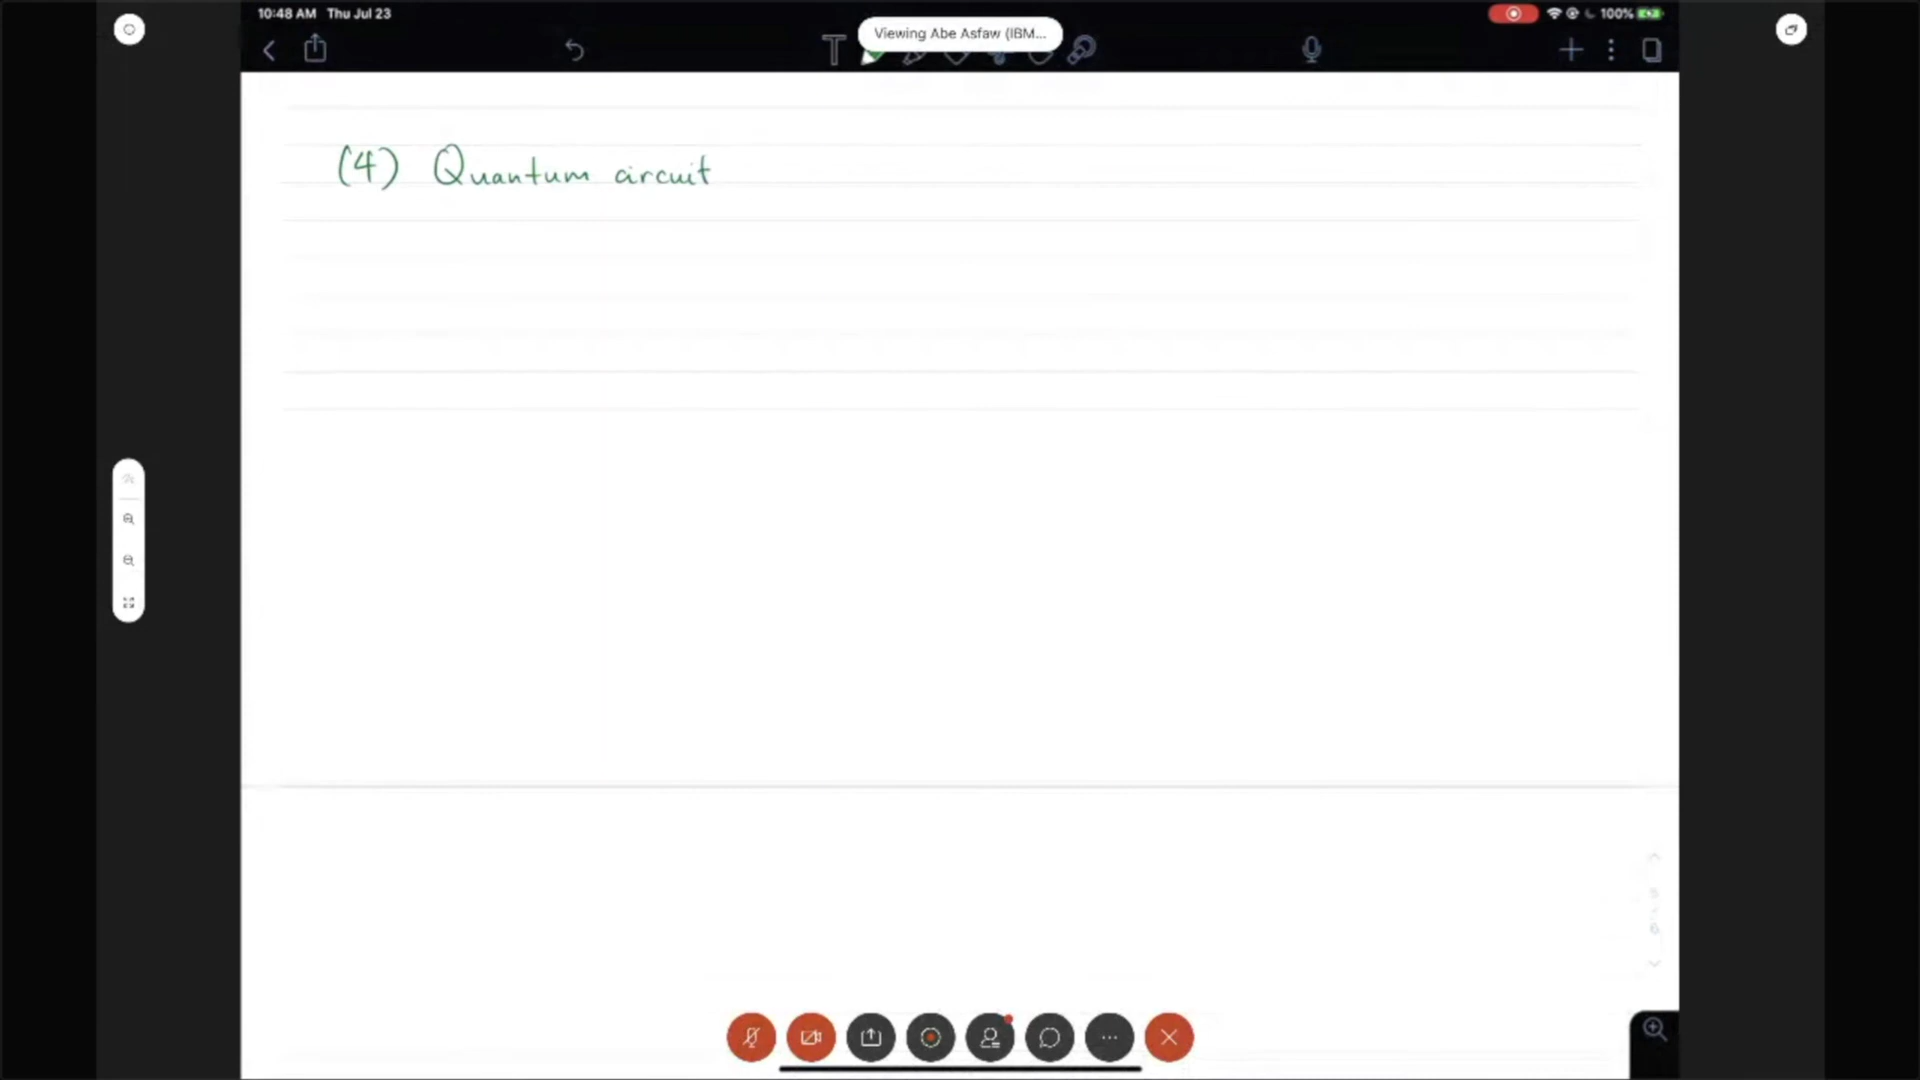 10:48 AM Thu Jul 23
100%
Viewing Abe Asfaw (IBM...
(4) Quantum circuit